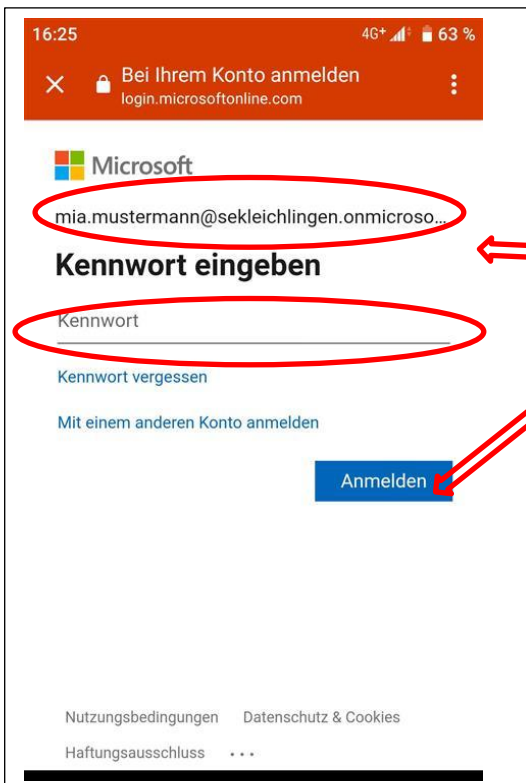 16:25 4G+ 63 %
Bei Ihrem Konto anmelden
login.microsoftonline.com
Microsoft
mia.mustermann@sekleichlingen.onmicroso...
Kennwort eingeben
Kennwort
Kennwort vergessen
Mit einem anderen Konto anmelden
Anmelden
Nutzungsbedingungen Datenschutz & Cookies
Haftungsausschluss ...